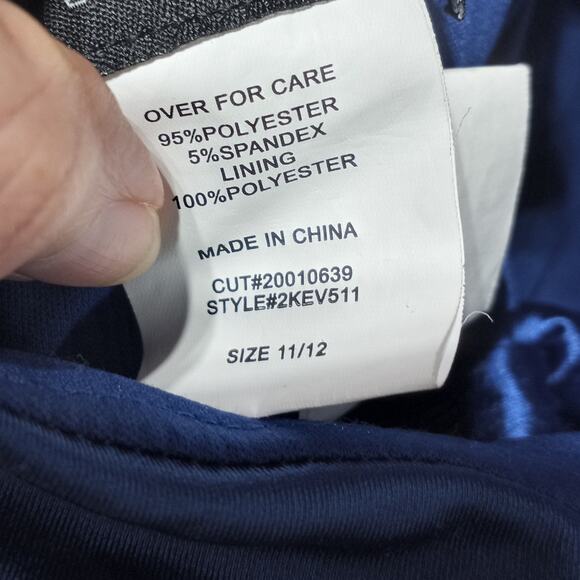 OVER FOR CARE
95%POLYESTER
5%SPANDEX
LINING
100%POLYESTER
MADE IN CHINA
CUT#20010639
STYLE#2KEV511
SIZE 11/12